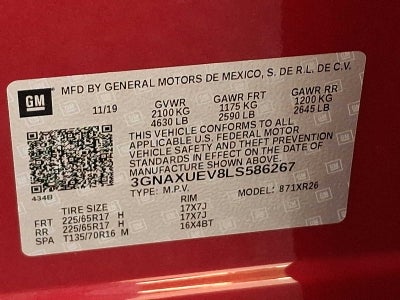 GM
MFD BY GENERAL MOTORS DE MEXICO, S. DE R.L. DE C.V.
11/19 GVWR GAWR FRT GAWR RR
2100 KG 1175 KG 1200 KG
4630 LB 2590 LB 2645 LB
THIS VEHICLE CONFORMS TO ALL
APPLICABLE U.S. FEDERAL MOTOR
VEHICLE SAFETY, BUMPER, AND THEFT
PREVENTION STANDARDS IN EFFECT
ON THE DATE OF
MANUFACTURE SHOWN ABOVE.
3GNAXUEV8LS586267
434B TYPE: M.P.V. MODEL: 871XR26
TIRE SIZE RIM
FRT 225/65R17 H 17X7J
RR 225/65R17 H 17X7J
SPA T135/70R16 M 16X4BT